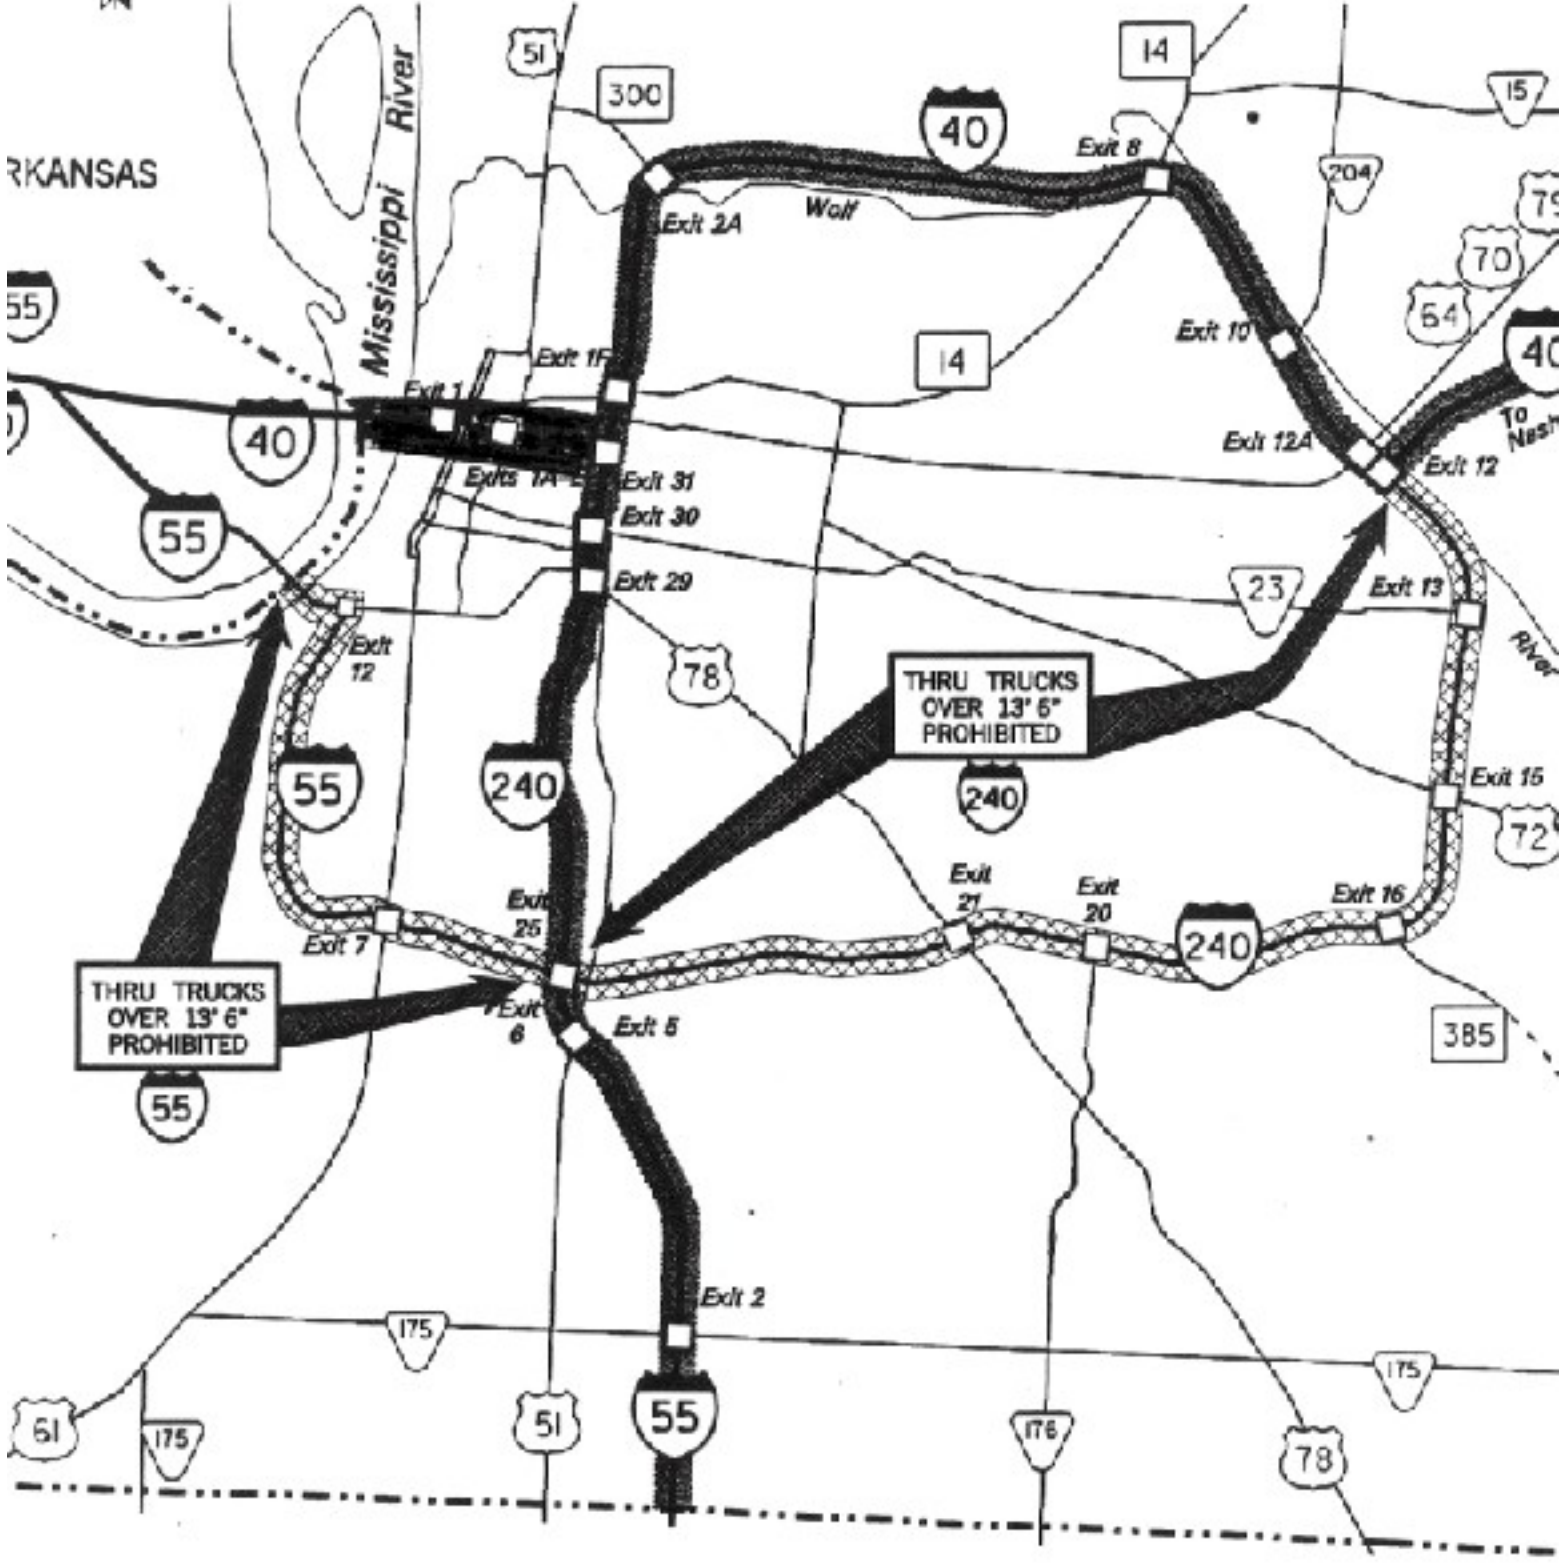 51
300
14
40
15
River
Exit 8
RKANSAS
204
79
Wolf
Exit 2A
Mississippi
70
64
55
Exit 10
40
Exit 1F
14
Exit 1
To
40
Exit 12A
Exit 12
Exits 1A
Exit 31
Exit 30
55
Exit 29
23
Exit 13
River
Exit
12
78
THRU TRUCKS
OVER 13' 6"
PROHIBITED
240
55
240
Exit 15
72
Exit
25
Exit
21
Exit
20
Exit 16
Exit 7
240
THRU TRUCKS
OVER 13' 6"
PROHIBITED
55
Exit
6
Exit 5
385
Exit 2
175
175
61
175
51
55
176
78